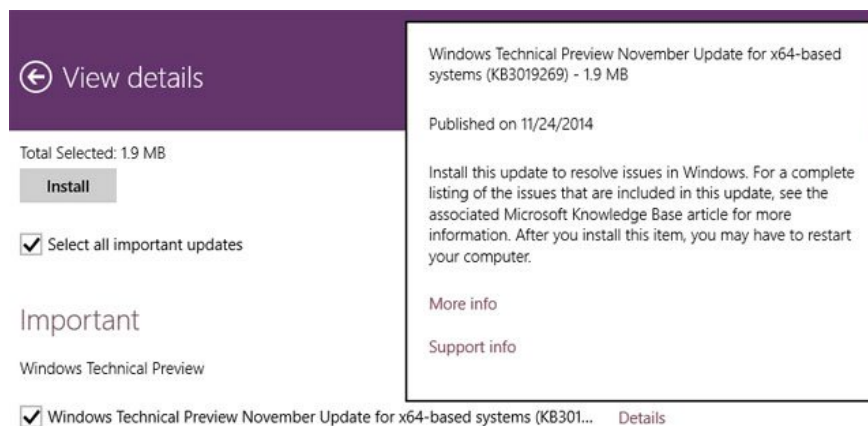 View details
Total Selected: 1.9 MB
Install
Select all important updates
Important
Windows Technical Preview
Windows Technical Preview November Update for x64-based systems (KB301...
Details
Windows Technical Preview November Update for x64-based
systems (KB3019269) - 1.9 MB
Published on 11/24/2014
Install this update to resolve issues in Windows. For a complete
listing of the issues that are included in this update, see the
associated Microsoft Knowledge Base article for more
information. After you install this item, you may have to restart
your computer.
More info
Support info